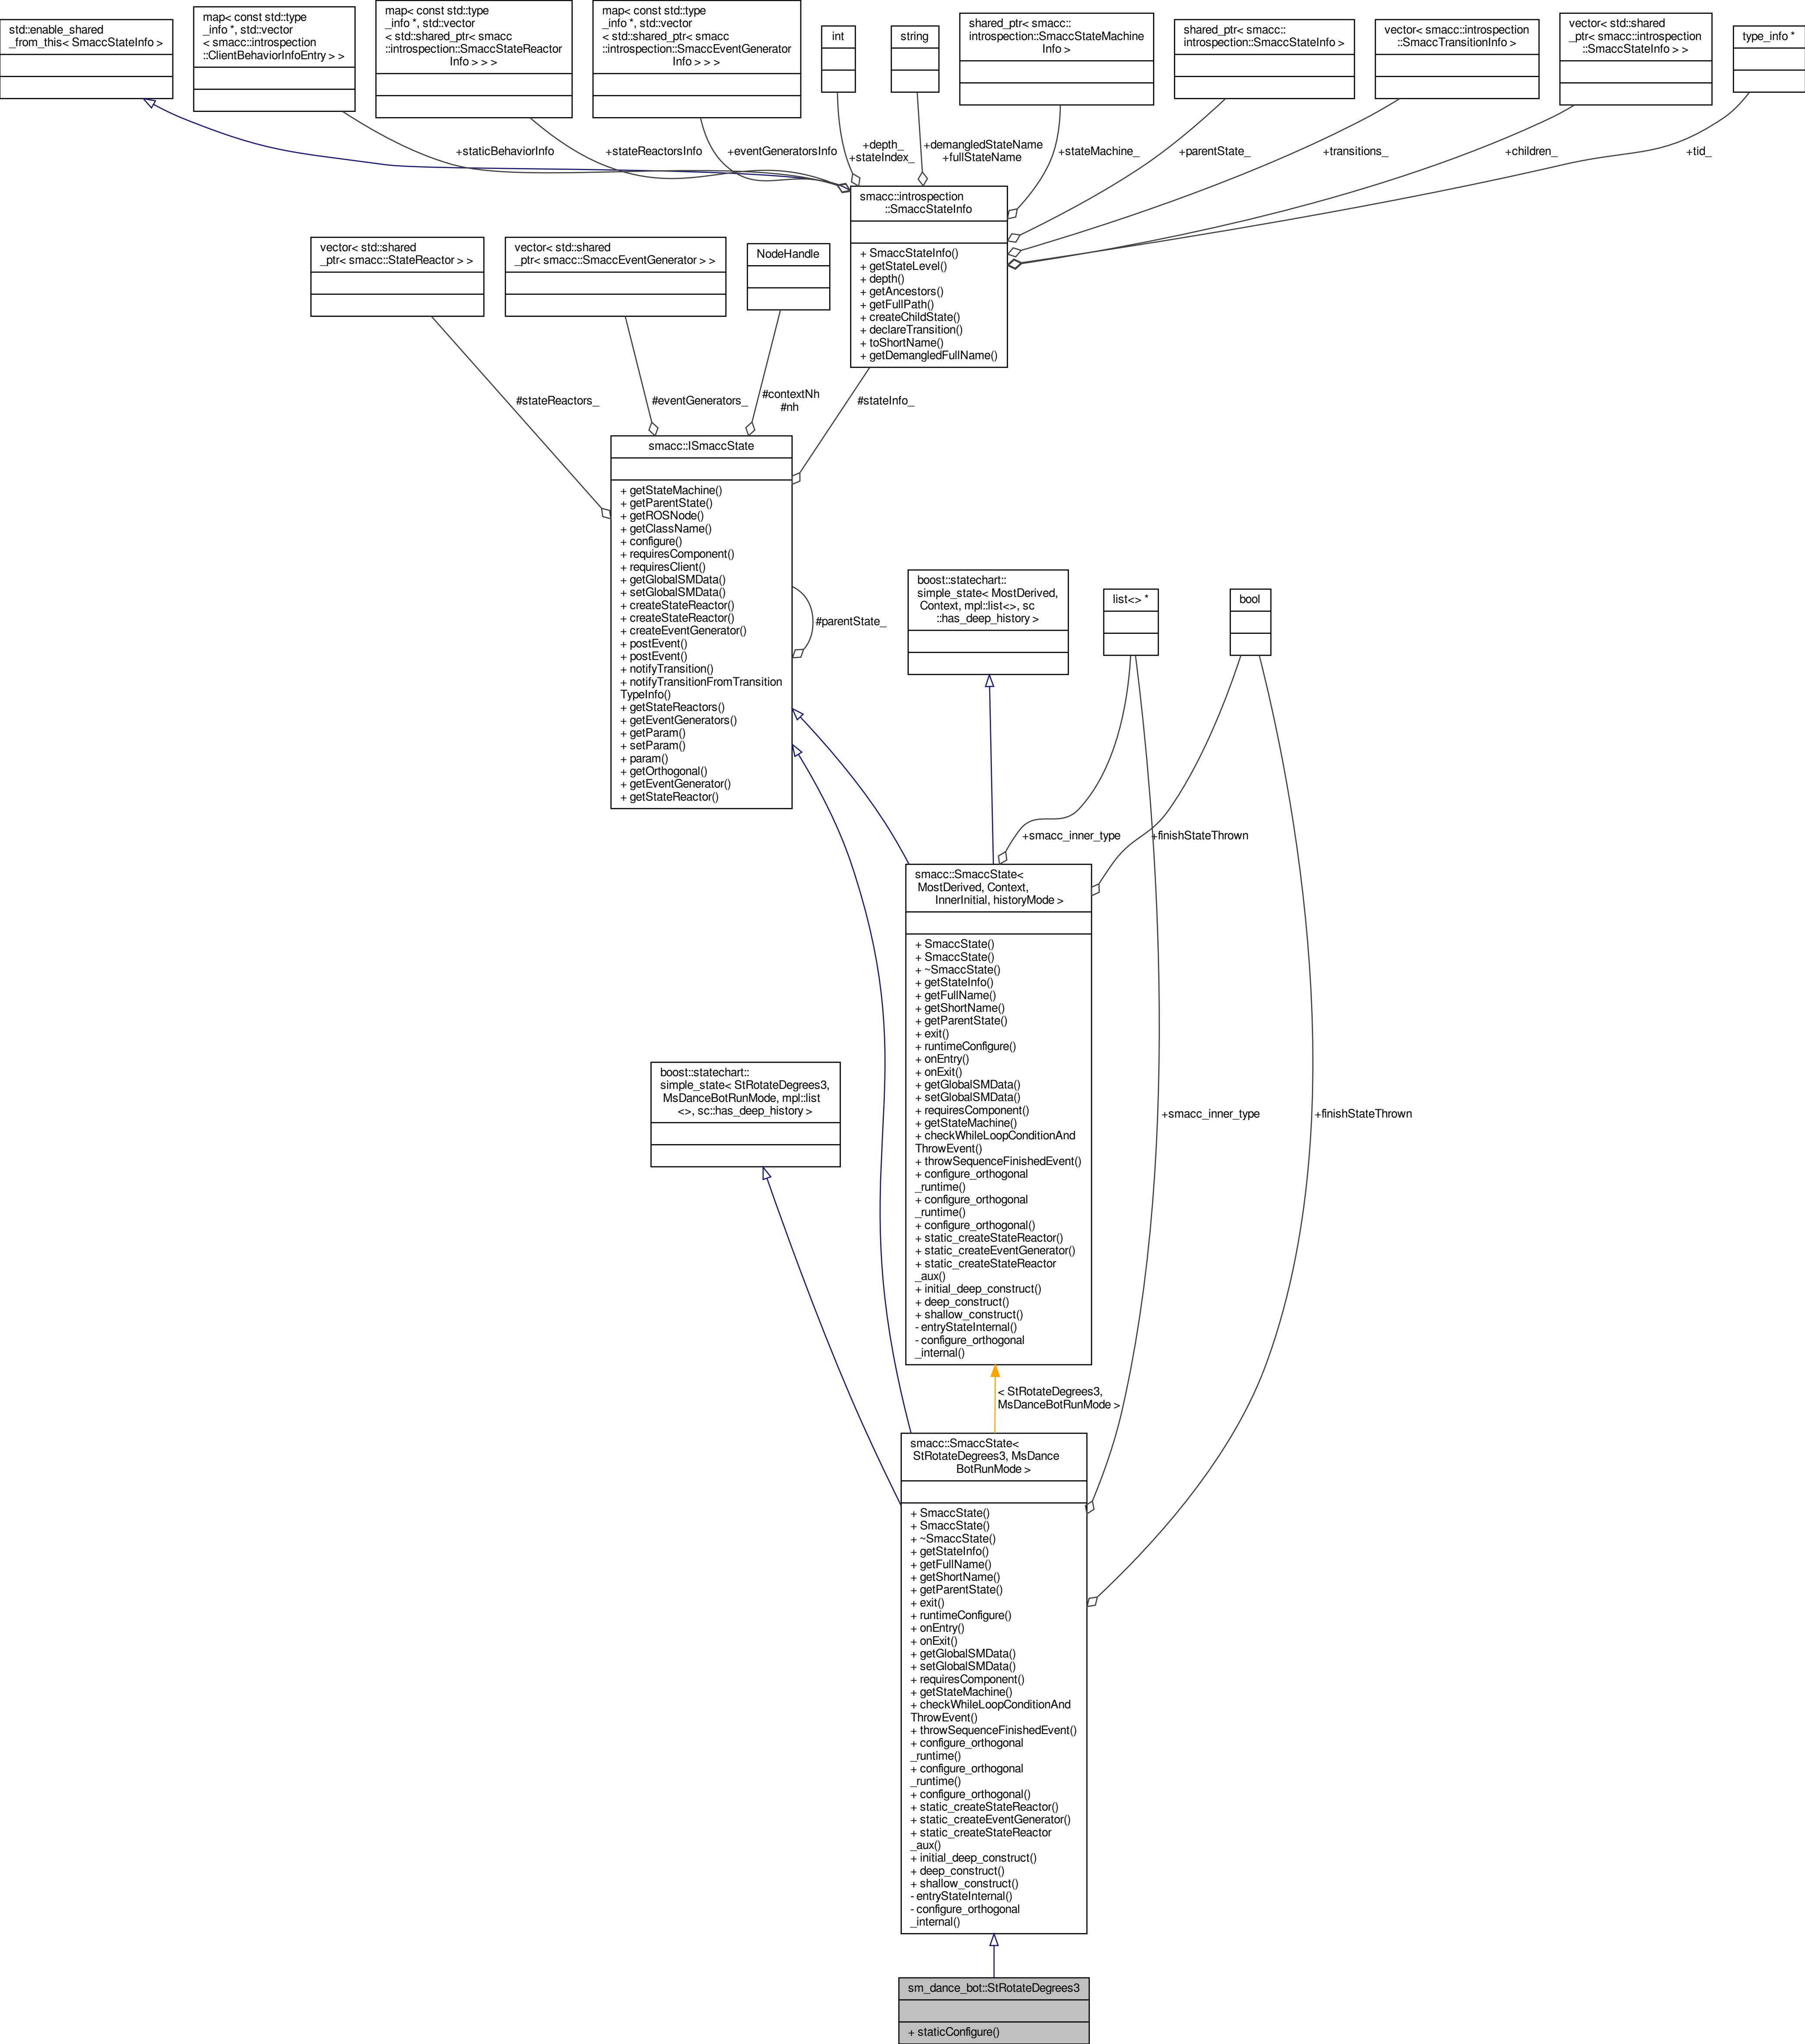 std::enable_shared
_from_this< SmaccStateInfo >
map< const std::type
_info *, std::vector
< smacc::introspection
::ClientBehaviorInfoEntry > >
map< const std::type
_info *, std::vector
< std::shared_ptr< smacc
::introspection::SmaccStateReactor
Info > > >
map< const std::type
_info *, std::vector
< std::shared_ptr< smacc
::introspection::SmaccEventGenerator
Info > > >
int
string
shared_ptr< smacc::
introspection::SmaccStateMachine
Info >
shared_ptr< smacc::
introspection::SmaccStateInfo >
vector< smacc::introspection
::SmaccTransitionInfo >
vector< std::shared
_ptr< smacc::introspection
::SmaccStateInfo > >
type_info *
+staticBehaviorInfo
+stateReactorsInfo
+eventGeneratorsInfo
+depth_
+stateIndex_
+demangledStateName
+fullStateName
+stateMachine_
+parentState_
+transitions_
+children_
+tid_
smacc::introspection
::SmaccStateInfo
+ SmaccStateInfo()
+ getStateLevel()
+ depth()
+ getAncestors()
+ getFullPath()
+ createChildState()
+ declareTransition()
+ toShortName()
+ getDemangledFullName()
vector< std::shared
_ptr< smacc::StateReactor > >
vector< std::shared
_ptr< smacc::SmaccEventGenerator > >
NodeHandle
#stateReactors_
#eventGenerators_
#contextNh
#nh
#stateInfo_
smacc::ISmaccState
+ getStateMachine()
+ getParentState()
+ getROSNode()
+ getClassName()
+ configure()
+ requiresComponent()
+ requiresClient()
+ getGlobalSMData()
+ setGlobalSMData()
+ createStateReactor()
+ createStateReactor()
+ createEventGenerator()
+ postEvent()
+ postEvent()
+ notifyTransition()
+ notifyTransitionFromTransition
TypeInfo()
+ getStateReactors()
+ getEventGenerators()
+ getParam()
+ setParam()
+ param()
+ getOrthogonal()
+ getEventGenerator()
+ getStateReactor()
#parentState_
boost::statechart::
simple_state< MostDerived,
Context, mpl::list<>, sc
::has_deep_history >
list<> *
bool
+smacc_inner_type
+finishStateThrown
smacc::SmaccState<
MostDerived, Context,
InnerInitial, historyMode >
+ SmaccState()
+ SmaccState()
+ ~SmaccState()
+ getStateInfo()
+ getFullName()
+ getShortName()
+ getParentState()
+ exit()
+ runtimeConfigure()
+ onEntry()
+ onExit()
+ getGlobalSMData()
+ setGlobalSMData()
+ requiresComponent()
+ getStateMachine()
+ checkWhileLoopConditionAnd
ThrowEvent()
+ throwSequenceFinishedEvent()
+ configure_orthogonal
_runtime()
+ configure_orthogonal
_runtime()
+ configure_orthogonal()
+ static_createStateReactor()
+ static_createEventGenerator()
+ static_createStateReactor
_aux()
+ initial_deep_construct()
+ deep_construct()
+ shallow_construct()
- entryStateInternal()
- configure_orthogonal
_internal()
boost::statechart::
simple_state< StRotateDegrees3,
MsDanceBotRunMode, mpl::list
<>, sc::has_deep_history >
+smacc_inner_type
+finishStateThrown
< StRotateDegrees3,
MsDanceBotRunMode >
smacc::SmaccState<
StRotateDegrees3, MsDance
BotRunMode >
+ SmaccState()
+ SmaccState()
+ ~SmaccState()
+ getStateInfo()
+ getFullName()
+ getShortName()
+ getParentState()
+ exit()
+ runtimeConfigure()
+ onEntry()
+ onExit()
+ getGlobalSMData()
+ setGlobalSMData()
+ requiresComponent()
+ getStateMachine()
+ checkWhileLoopConditionAnd
ThrowEvent()
+ throwSequenceFinishedEvent()
+ configure_orthogonal
_runtime()
+ configure_orthogonal
_runtime()
+ configure_orthogonal()
+ static_createStateReactor()
+ static_createEventGenerator()
+ static_createStateReactor
_aux()
+ initial_deep_construct()
+ deep_construct()
+ shallow_construct()
- entryStateInternal()
- configure_orthogonal
_internal()
sm_dance_bot::StRotateDegrees3
+ staticConfigure()